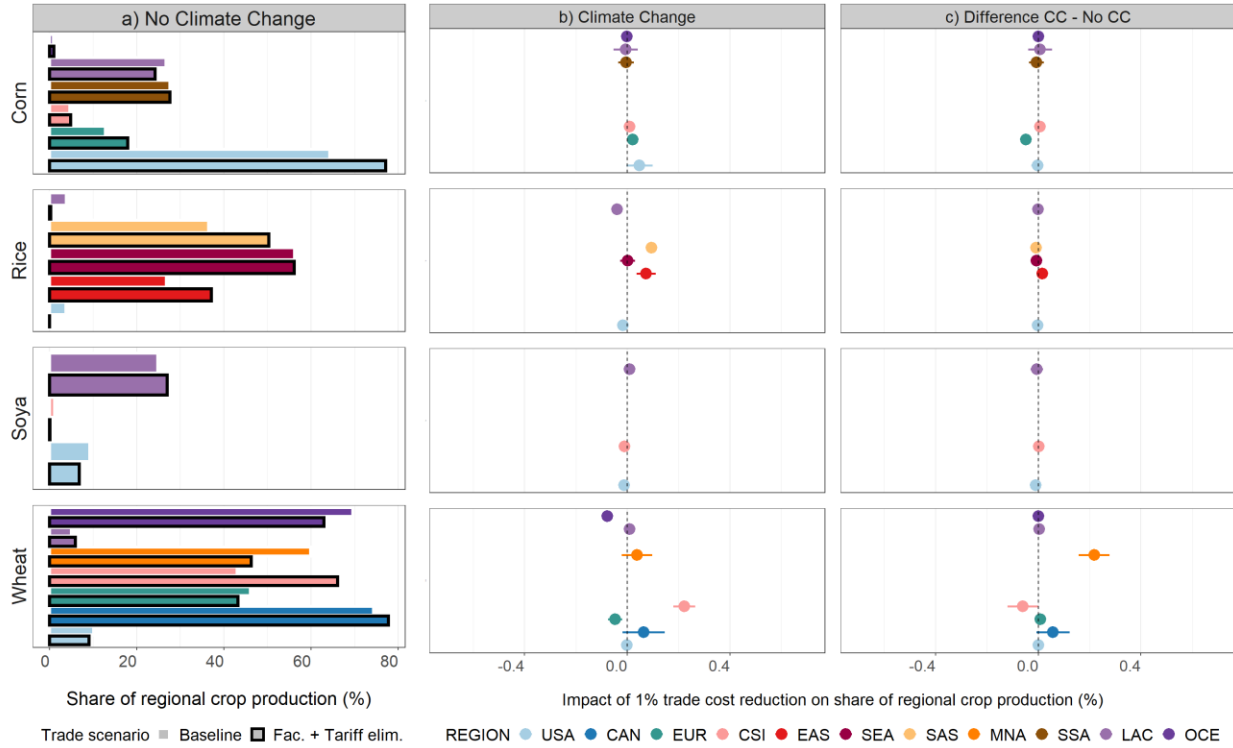 a) No Climate Change
b) Climate Change
c) Difference CC - No CC
Corn
Rice
Soya
Wheat
0 20 40 60 80
-0.4 0.0 0.4
-0.4 0.0 0.4
Share of regional crop production (%)
Impact of 1% trade cost reduction on share of regional crop production (%)
Trade scenario Baseline Fac. + Tariff elim.
REGION USA CAN EUR CSI EAS SEA SAS MNA SSA LAC OCE